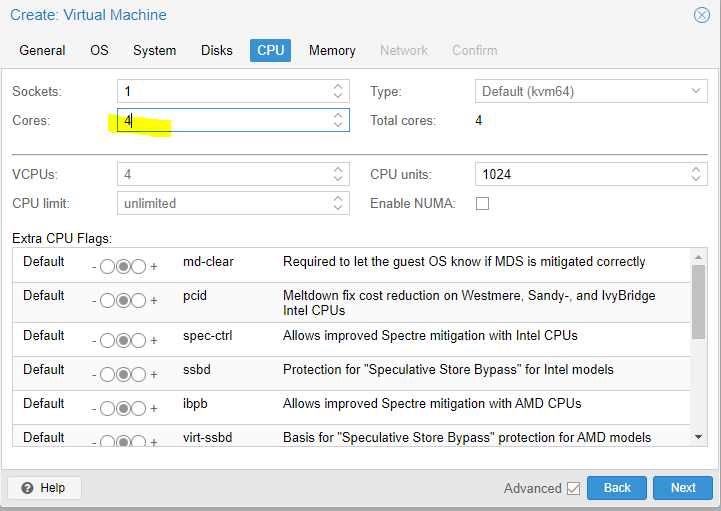 Create: Virtual Machine
General OS System Disks CPU Memory Network Confirm
Sockets: 1 Type: Default (kvm64)
Cores: 4 Total cores: 4
VCPUs: 4 CPU units: 1024
CPU limit: unlimited Enable NUMA:
Extra CPU Flags:
Default - + md-clear Required to let the guest OS know if MDS is mitigated correctly
Default - + pcid Meltdown fix cost reduction on Westmere, Sandy-, and IvyBridge
Intel CPUs
Default - + spec-ctrl Allows improved Spectre mitigation with Intel CPUs
Default - + ssbd Protection for "Speculative Store Bypass" for Intel models
Default - + ibpb Allows improved Spectre mitigation with AMD CPUs
Default - + virt-ssbd Basis for "Speculative Store Bypass" protection for AMD models
? Help Advanced Back Next